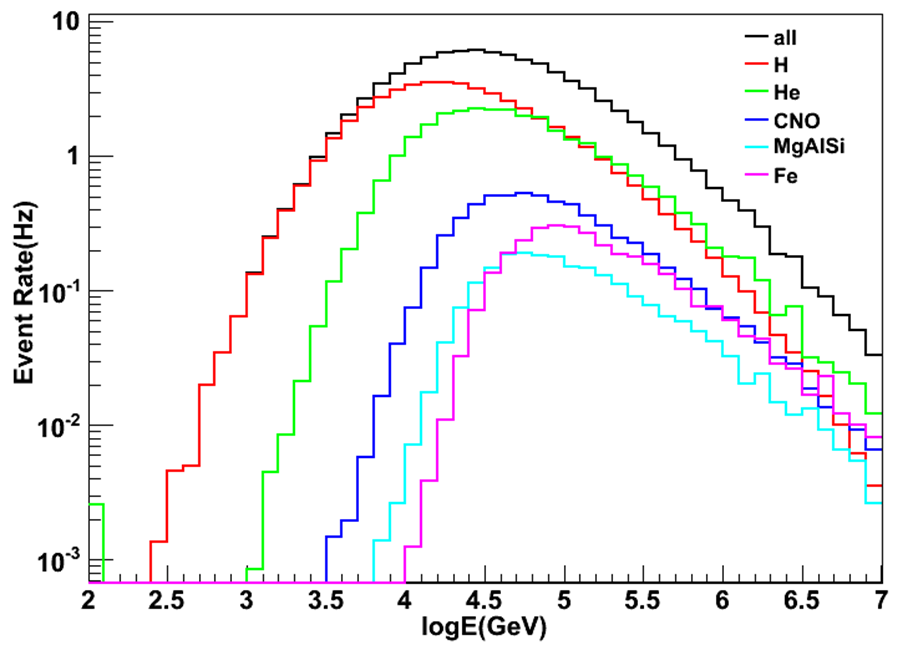 10
all
H
He
CNO
MgAlSi
Fe
1
10-1
10-2
10-3
Event Rate(Hz)
2 2.5 3 3.5 4 4.5 5 5.5 6 6.5 7
logE(GeV)